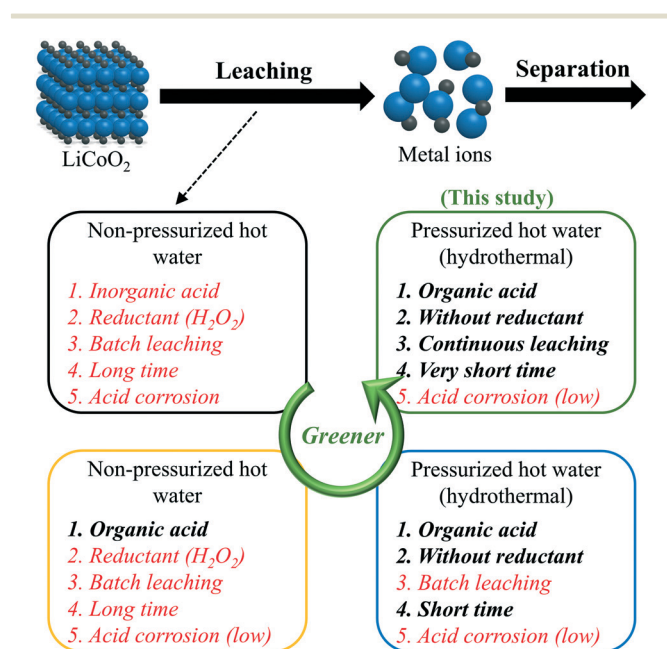 Leaching
Separation
LiCoO₂
Metal ions
(This study)
Non-pressurized hot
water
1. Inorganic acid
2. Reductant (H₂O₂)
3. Batch leaching
4. Long time
5. Acid corrosion
Pressurized hot water
(hydrothermal)
1. Organic acid
2. Without reductant
3. Continuous leaching
4. Very short time
5. Acid corrosion (low)
Greener
Non-pressurized hot
water
1. Organic acid
2. Reductant (H₂O₂)
3. Batch leaching
4. Long time
5. Acid corrosion (low)
Pressurized hot water
(hydrothermal)
1. Organic acid
2. Without reductant
3. Batch leaching
4. Short time
5. Acid corrosion (low)